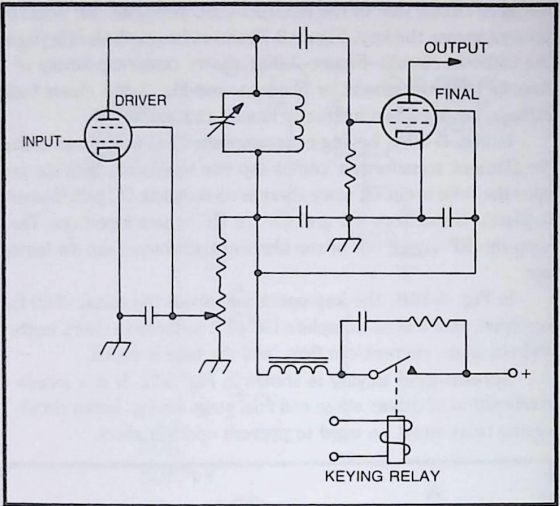 OUTPUT
DRIVER
FINAL
INPUT
+
KEYING RELAY